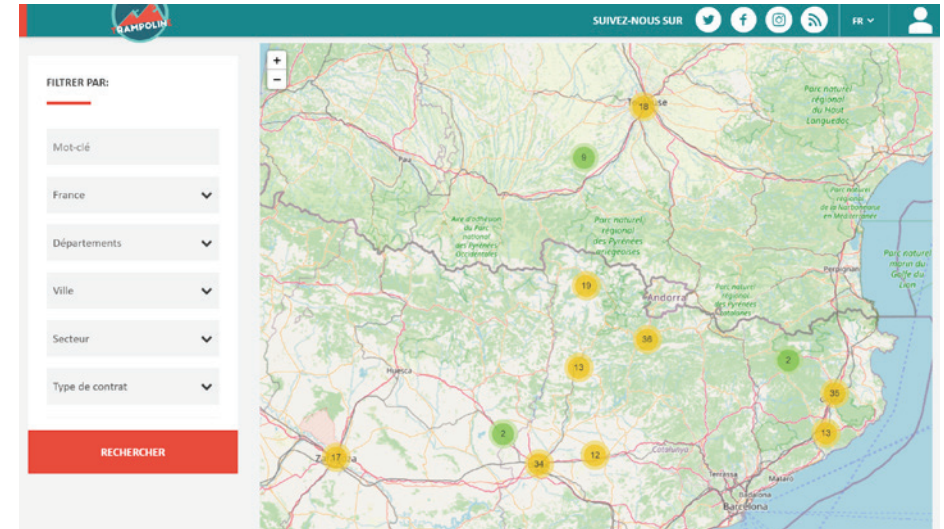 TRAMPOLINE
SUIVEZ-NOUS SUR
FR
FILTRER PAR:
Mot-clé
France
Départements
Ville
Secteur
Type de contrat
RECHERCHER
+
−
18
Parc naturel
régional
du Haut
Languedoc
Pau
Aire d'adhésion
du Parc
national
des Pyrénées
Occidentales
Parc naturel
régional
des Pyrénées
ariégeoises
Parc naturel
régional
de la Narbonnaise
en Méditerranée
Parc naturel
marin du
Golfe du
Lion
Perpignan
19
Andorra
Parc naturel
régional
des Pyrénées
catalanes
2
Huesca
13
35
2
13
17
34
12
Catalunya
Terrassa
Mataró
Badalona
Barcelona